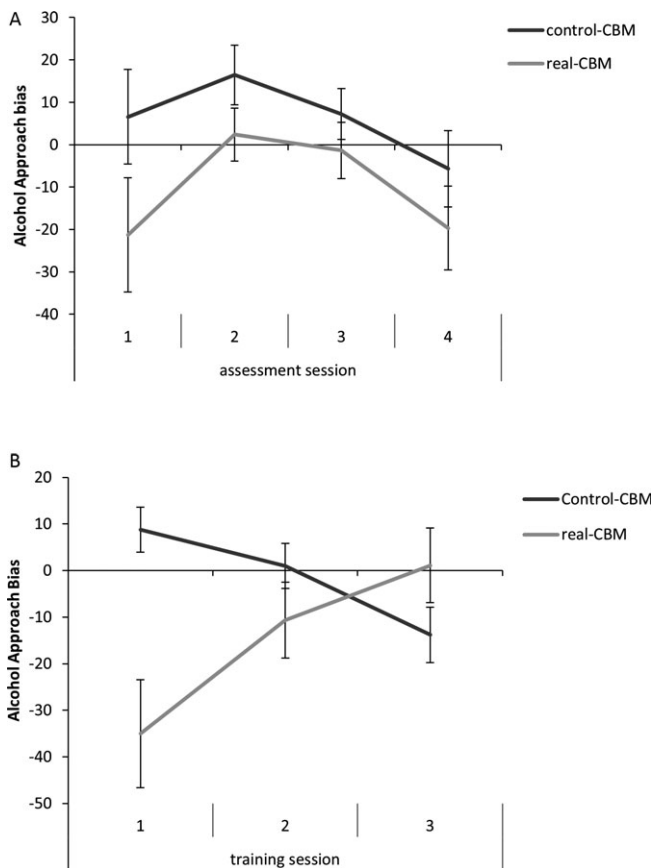 A
30
20
10
0
-10
-20
-30
-40
Alcohol Approach bias
control-CBM
real-CBM
1 2 3 4
assessment session
B
20
10
0
-10
-20
-30
-40
-50
Alcohol Approach Bias
Control-CBM
real-CBM
1 2 3
training session